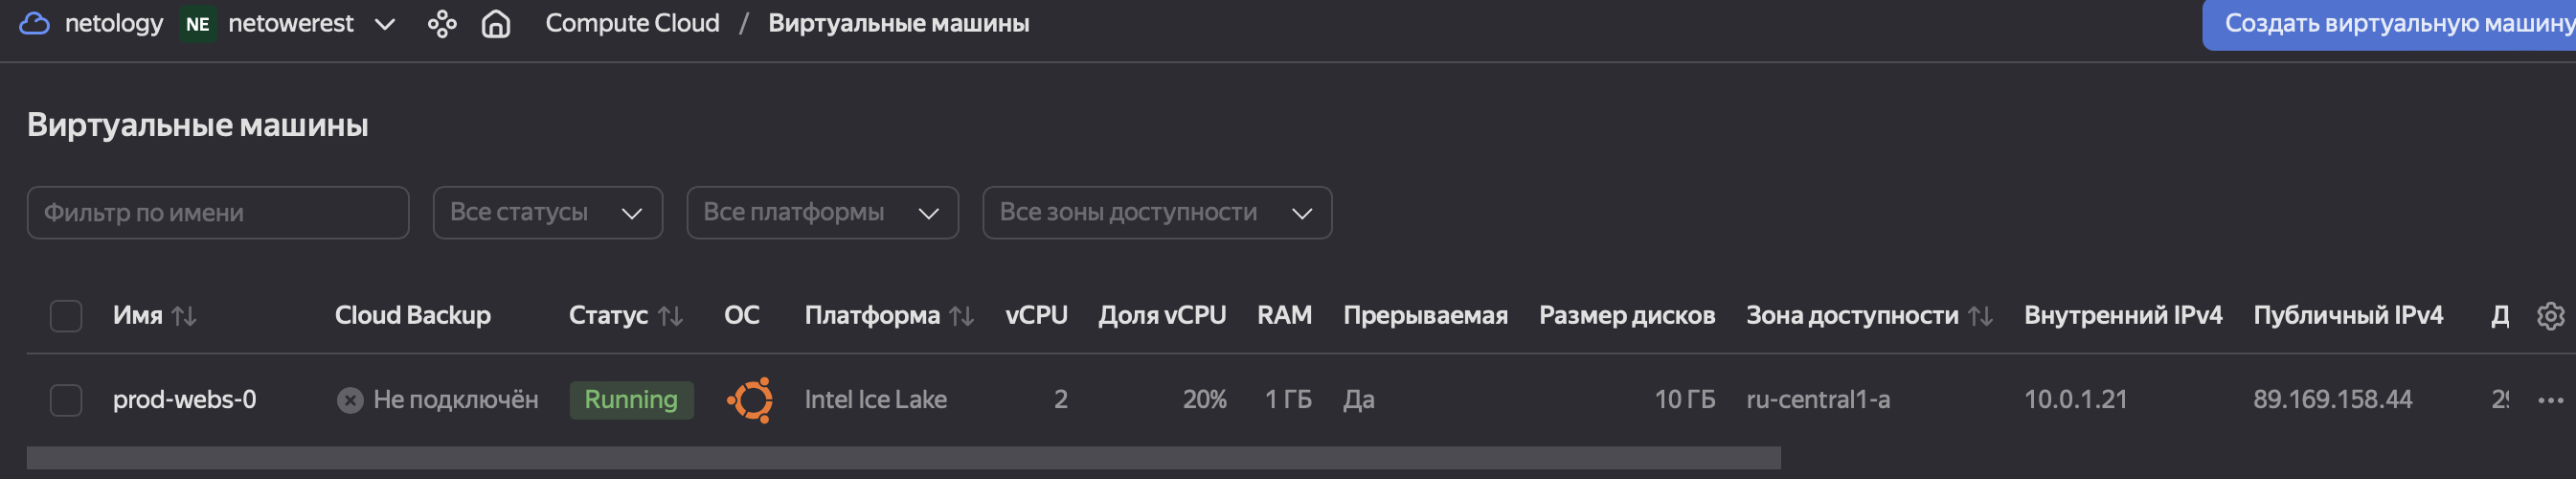 netology NE netowerest Compute Cloud / Виртуальные машины Создать виртуальную машину
Виртуальные машины
Фильтр по имени Все статусы Все платформы Все зоны доступности
Имя Cloud Backup Статус ОС Платформа vCPU Доля vCPU RAM Прерываемая Размер дисков Зона доступности Внутренний IPv4 Публичный IPv4
prod-webs-0 Не подключён Running Intel Ice Lake 2 20% 1 ГБ Да 10 ГБ ru-central1-a 10.0.1.21 89.169.158.44